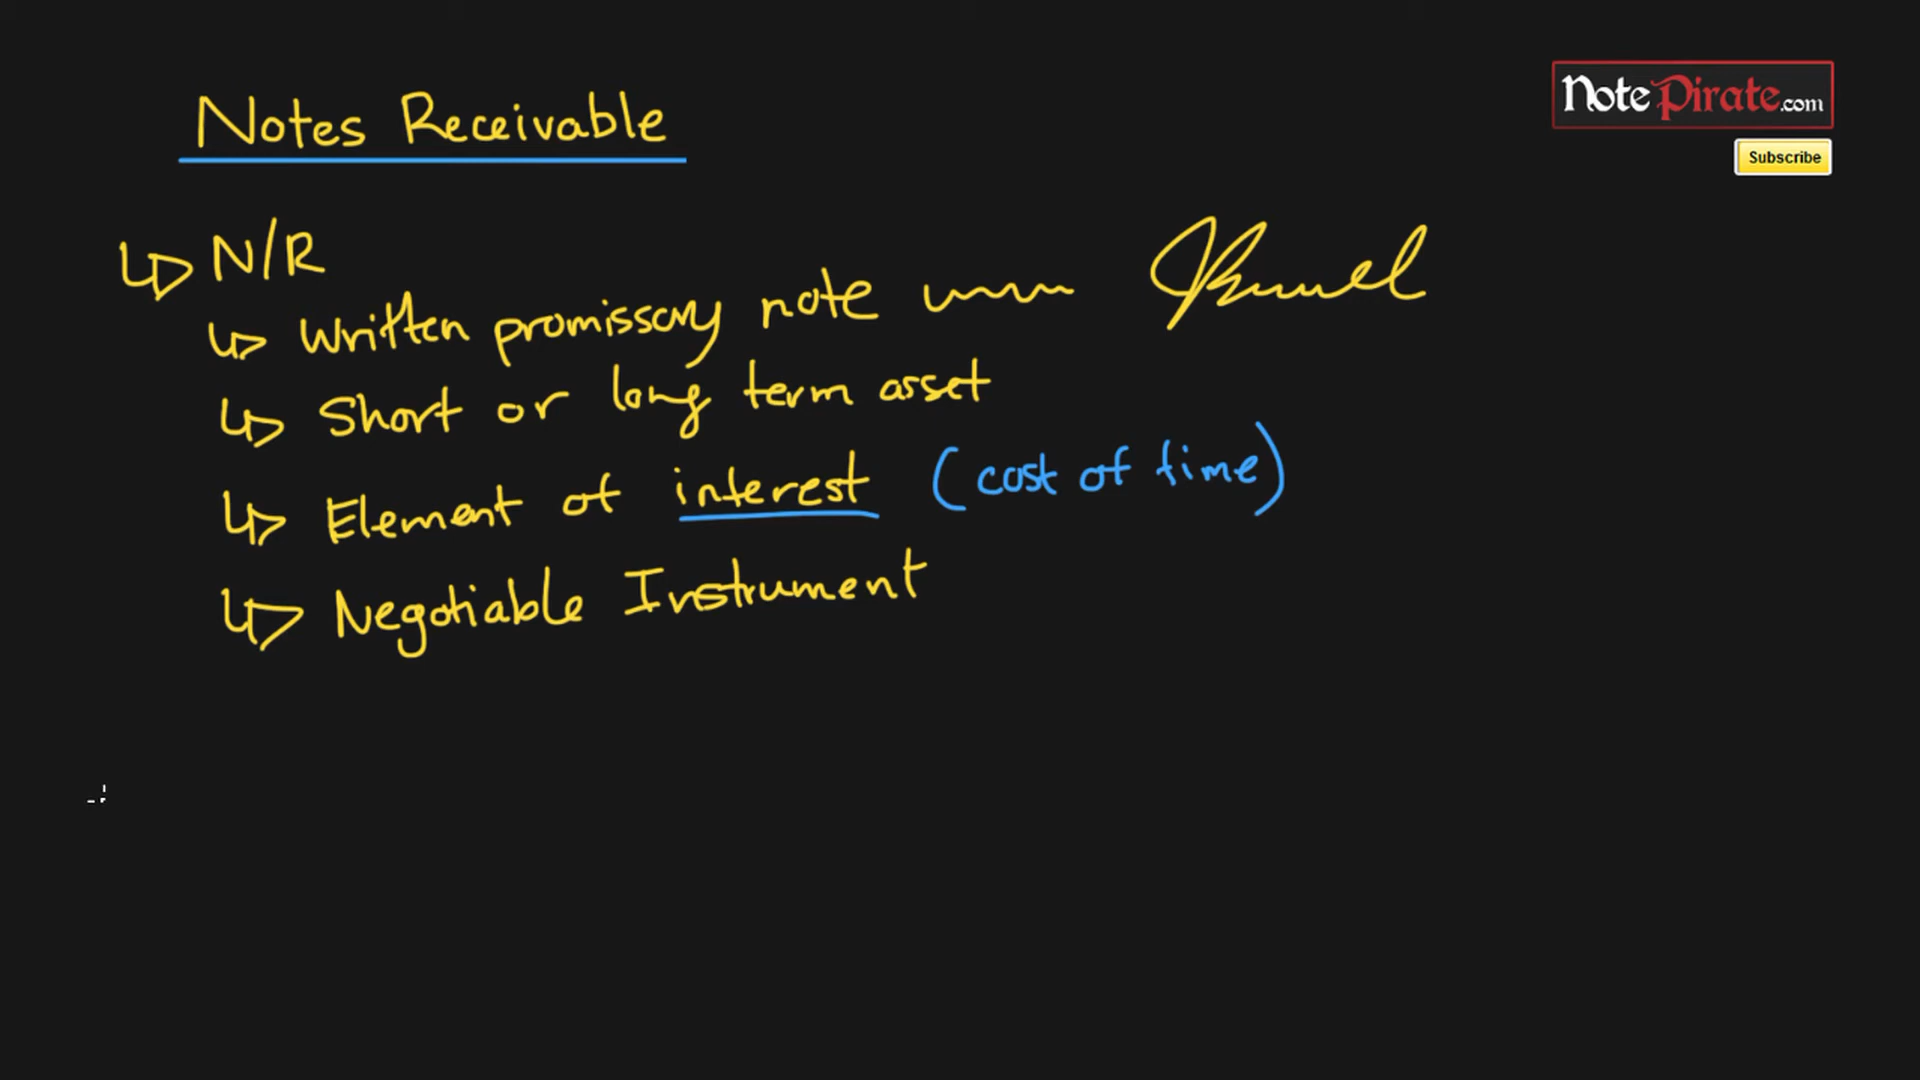 Notes Receivable
NotePirate.com
Subscribe
N/R
Written promissory note
Short or long term asset
Element of interest (cost of time)
Negotiable Instrument